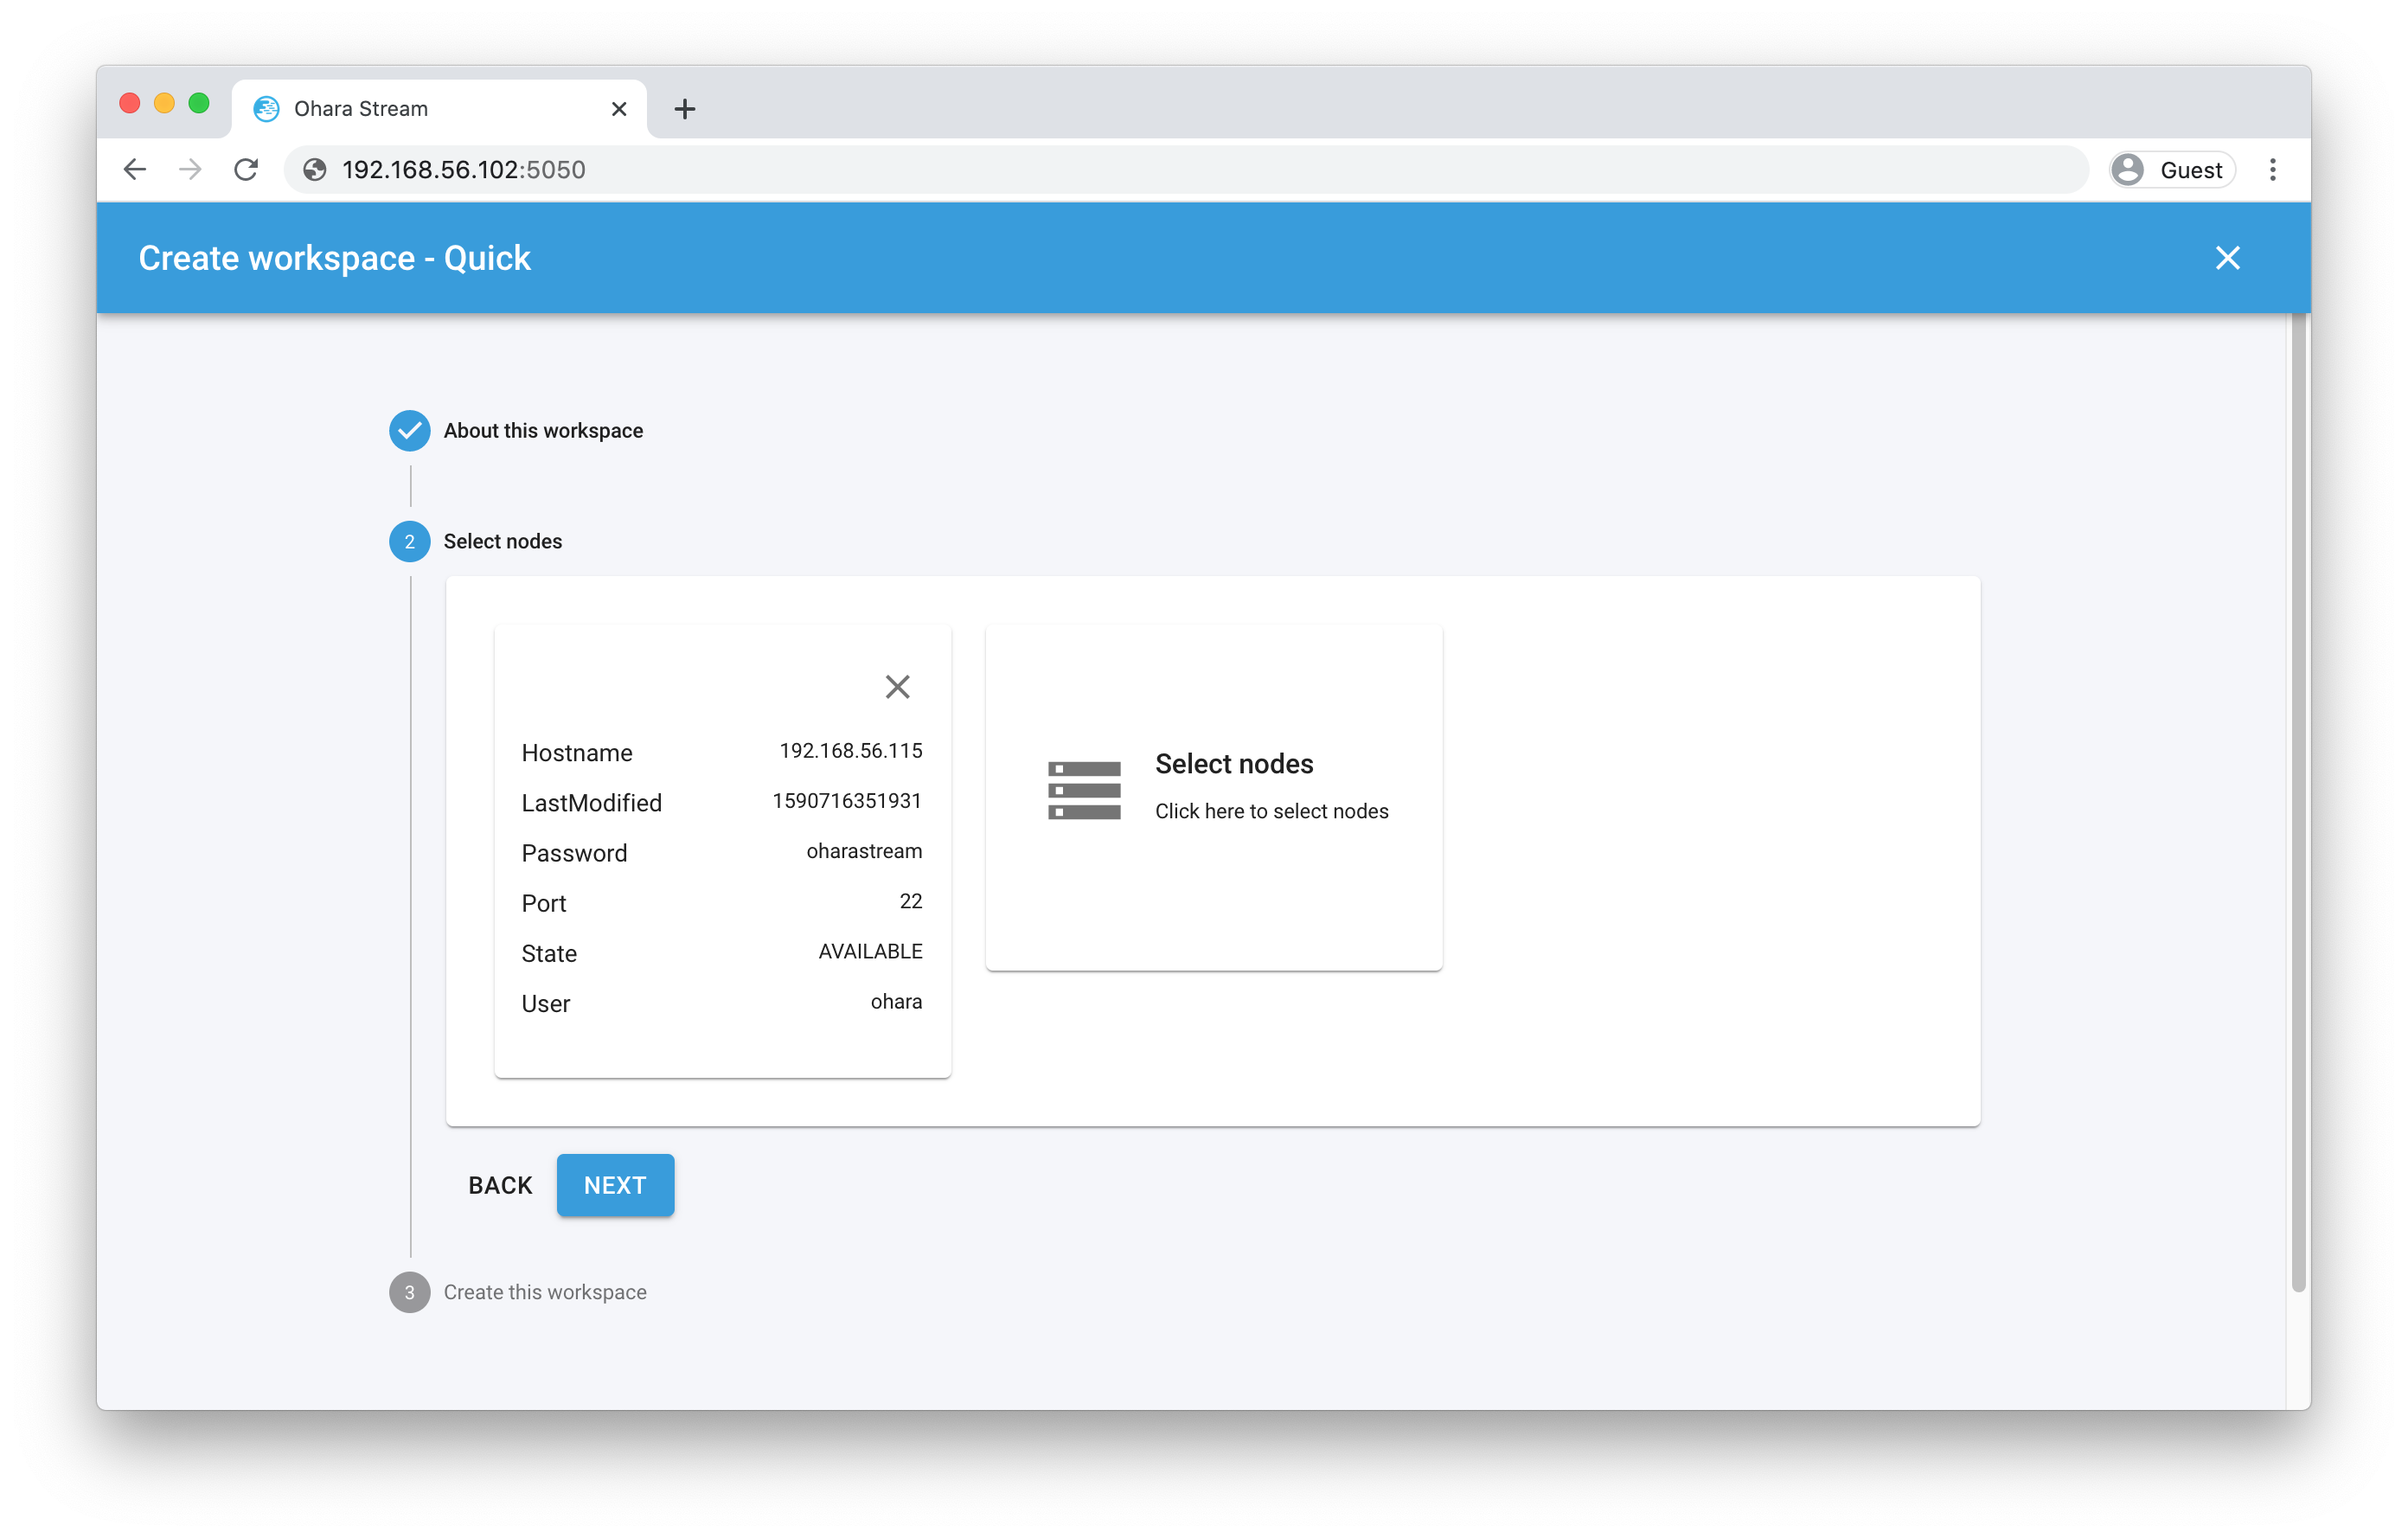 Ohara Stream
192.168.56.102:5050
Guest
Create workspace - Quick
About this workspace
2 Select nodes
Hostname 192.168.56.115
LastModified 1590716351931
Password oharastream
Port 22
State AVAILABLE
User ohara
Select nodes
Click here to select nodes
BACK NEXT
3 Create this workspace